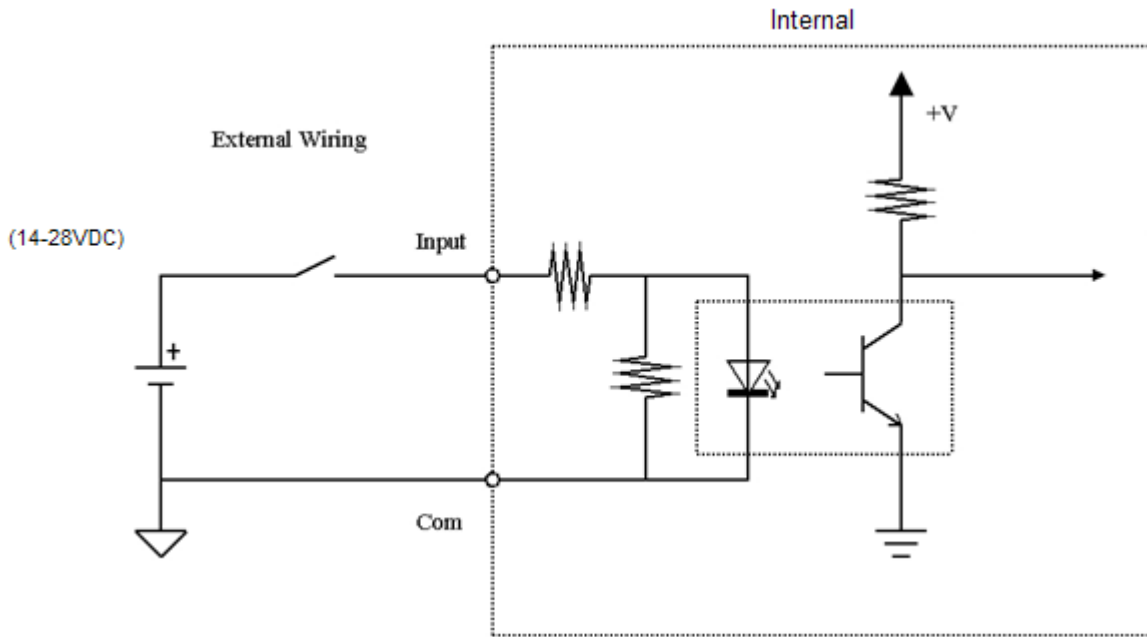 Internal
+V
External Wiring
(14-28VDC)
Input
+
Com